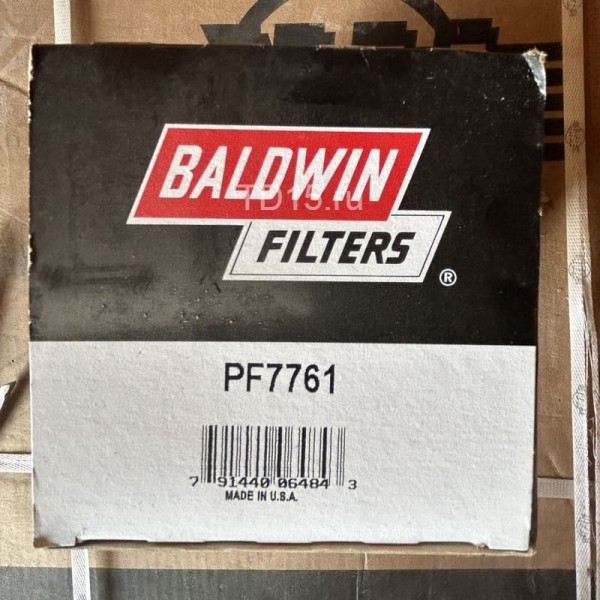 BALDWIN
TD15.ru
FILTERS
®
PF7761
7 91440 06484 3
MADE IN U.S.A.